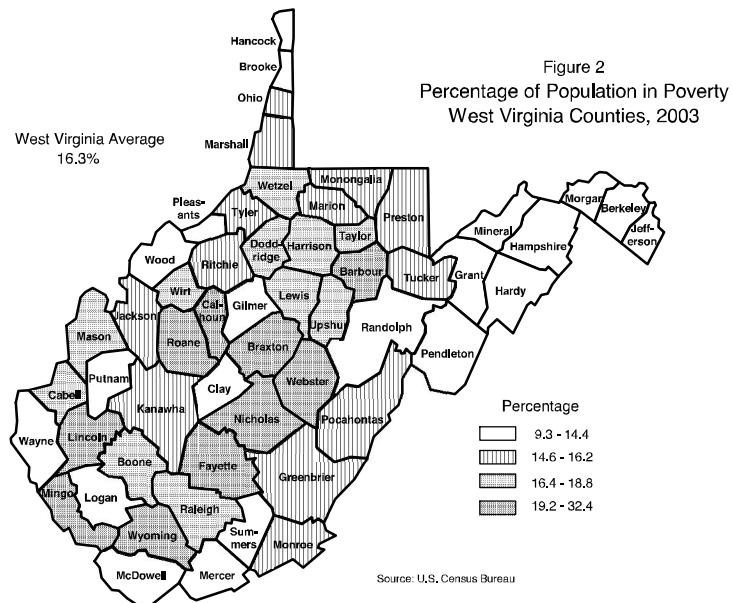 Figure 2
Percentage of Population in Poverty
West Virginia Counties, 2003
West Virginia Average
16.3%
Hancock
Brooke
Ohio
Marshall
Wetzel
Monongalia
Pleas-
ants
Tyler
Marion
Preston
Morgan
Berkeley
Jeff-
erson
Mineral
Hampshire
Wood
Ritchie
Dodd-
ridge
Harrison
Taylor
Barbour
Tucker
Grant
Hardy
Wirt
Cal-
houn
Gilmer
Lewis
Upshur
Randolph
Pendleton
Mason
Jackson
Roane
Braxton
Webster
Putnam
Clay
Cabell
Kanawha
Nicholas
Pocahontas
Wayne
Lincoln
Boone
Fayette
Greenbrier
Mingo
Logan
Raleigh
Wyoming
Sum-
mers
Monroe
McDowell
Mercer
Percentage
9.3 - 14.4
14.6 - 16.2
16.4 - 18.8
19.2 - 32.4
Source: U.S. Census Bureau